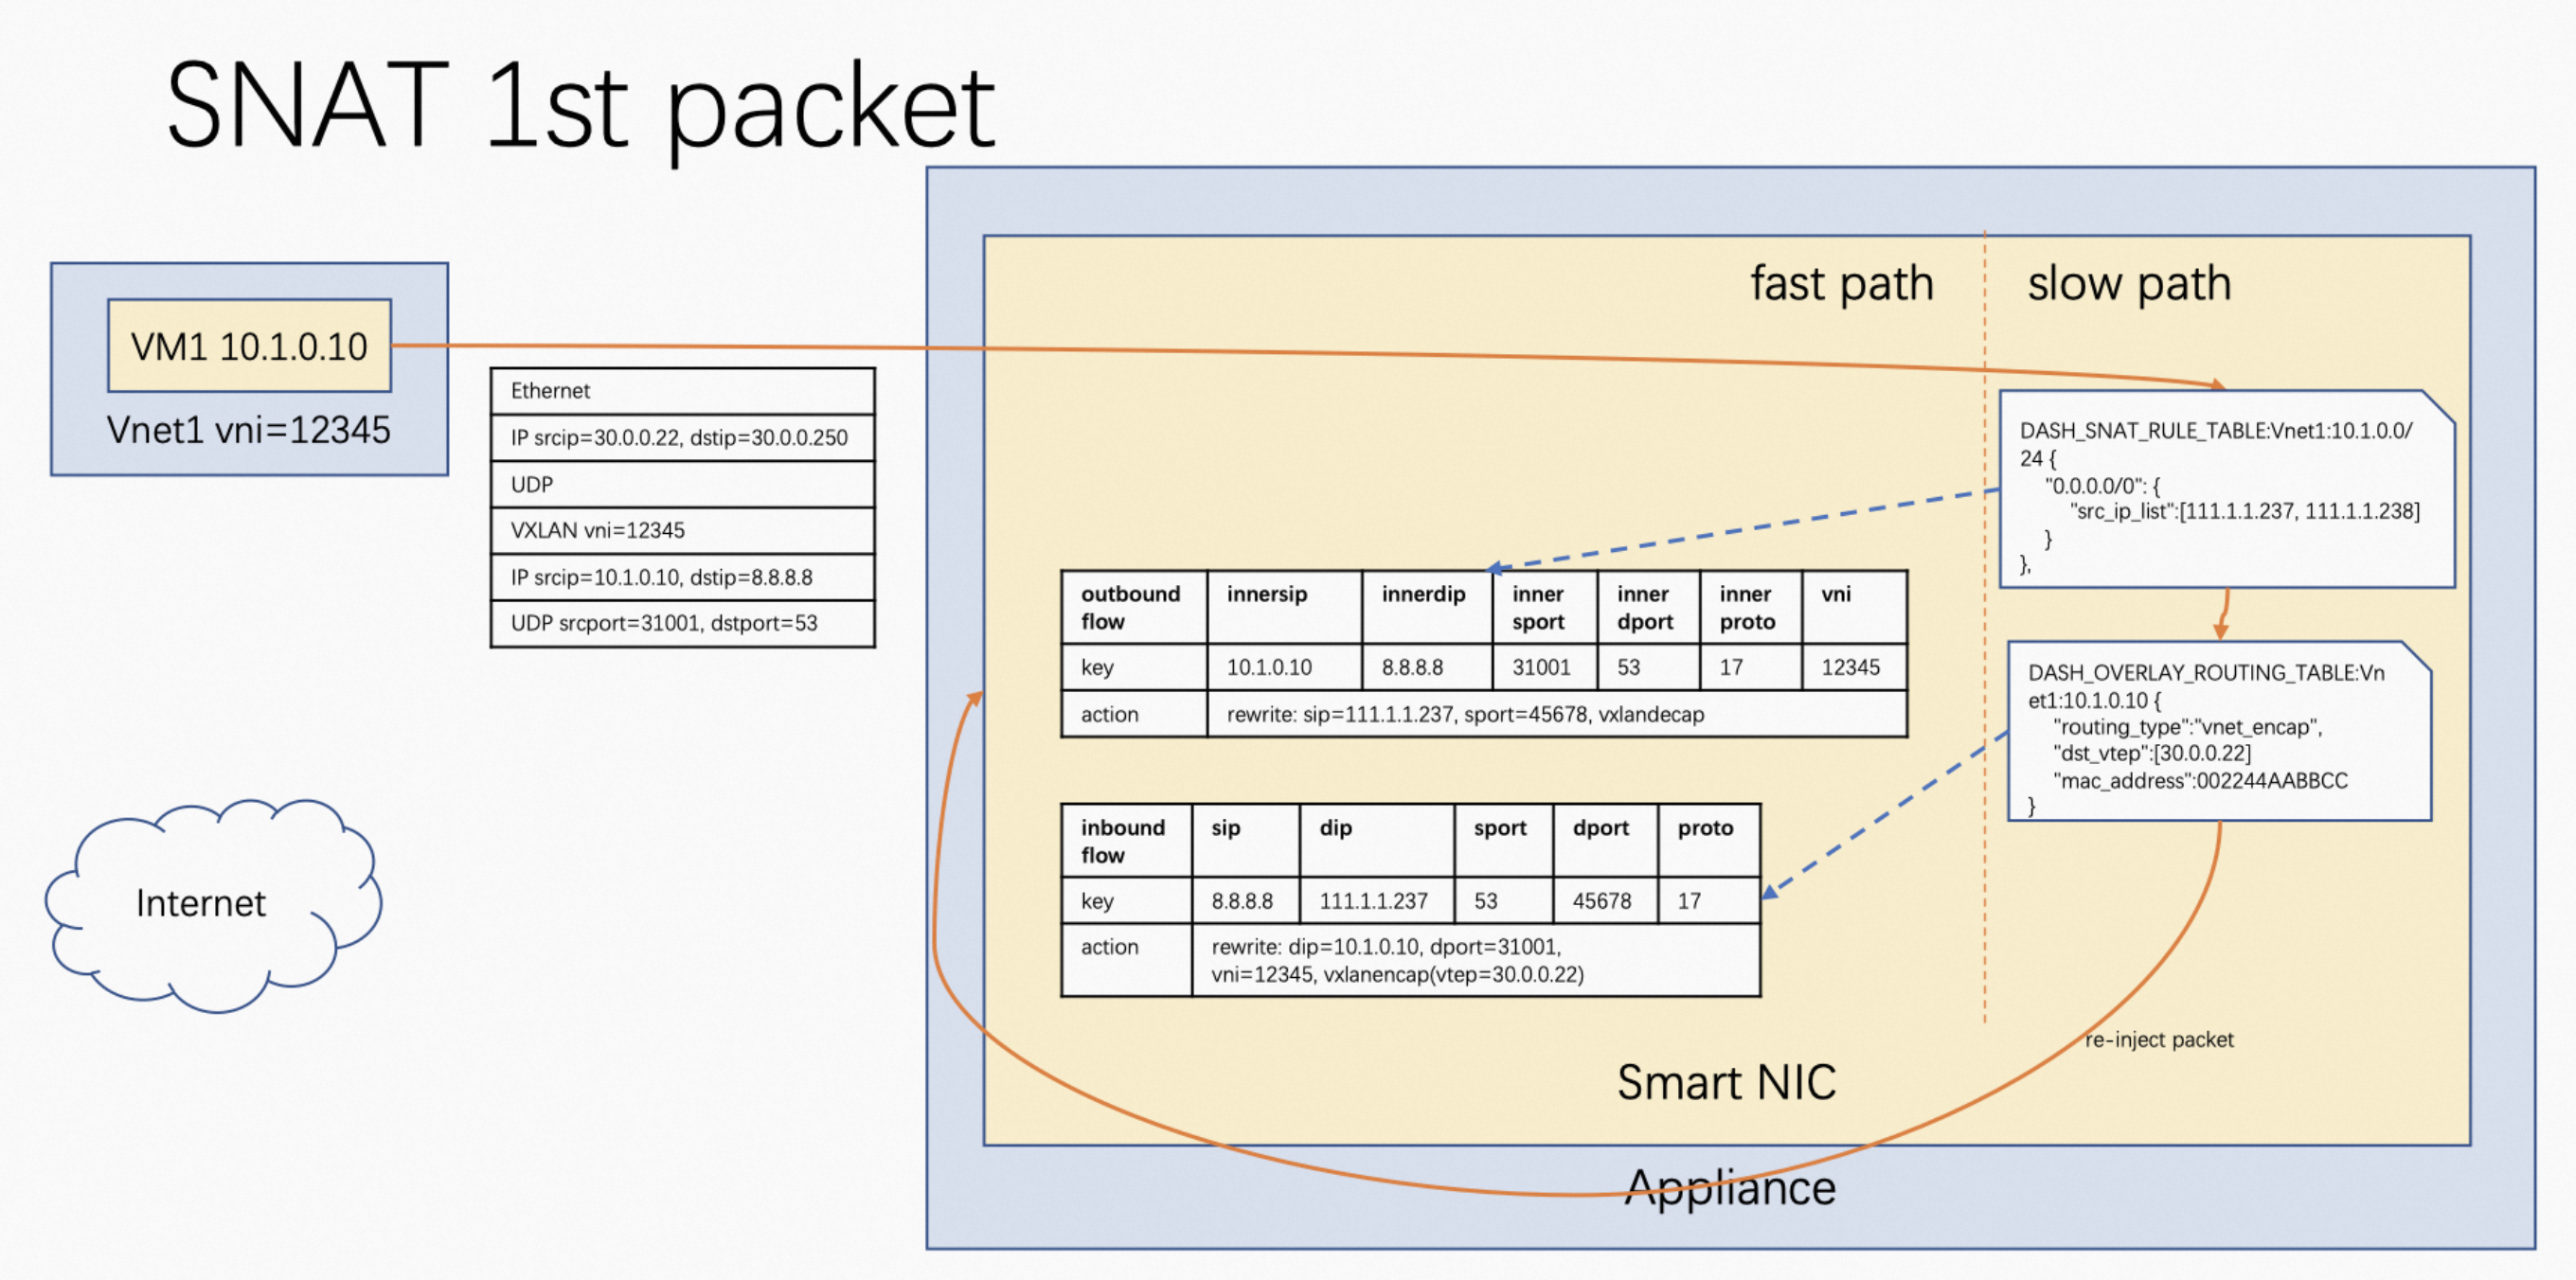 SNAT 1st packet
VM1 10.1.0.10
Vnet1 vni=12345
Ethernet
IP srcip=30.0.0.22, dstip=30.0.0.250
UDP
VXLAN vni=12345
IP srcip=10.1.0.10, dstip=8.8.8.8
UDP srcport=31001, dstport=53
Internet
fast path
slow path
DASH_SNAT_RULE_TABLE:Vnet1:10.1.0.0/
24 {
"0.0.0.0/0": {
"src_ip_list":[111.1.1.237, 111.1.1.238]
}
},
DASH_OVERLAY_ROUTING_TABLE:Vn
et1:10.1.0.10 {
"routing_type":"vnet_encap",
"dst_vtep":[30.0.0.22]
"mac_address":002244AABBCC
}
outbound flow innersip innerdip inner sport inner dport inner proto vni
key 10.1.0.10 8.8.8.8 31001 53 17 12345
action rewrite: sip=111.1.1.237, sport=45678, vxlandecap
inbound flow sip dip sport dport proto
key 8.8.8.8 111.1.1.237 53 45678 17
action rewrite: dip=10.1.0.10, dport=31001,
vni=12345, vxlanencap(vtep=30.0.0.22)
re-inject packet
Smart NIC
Appliance